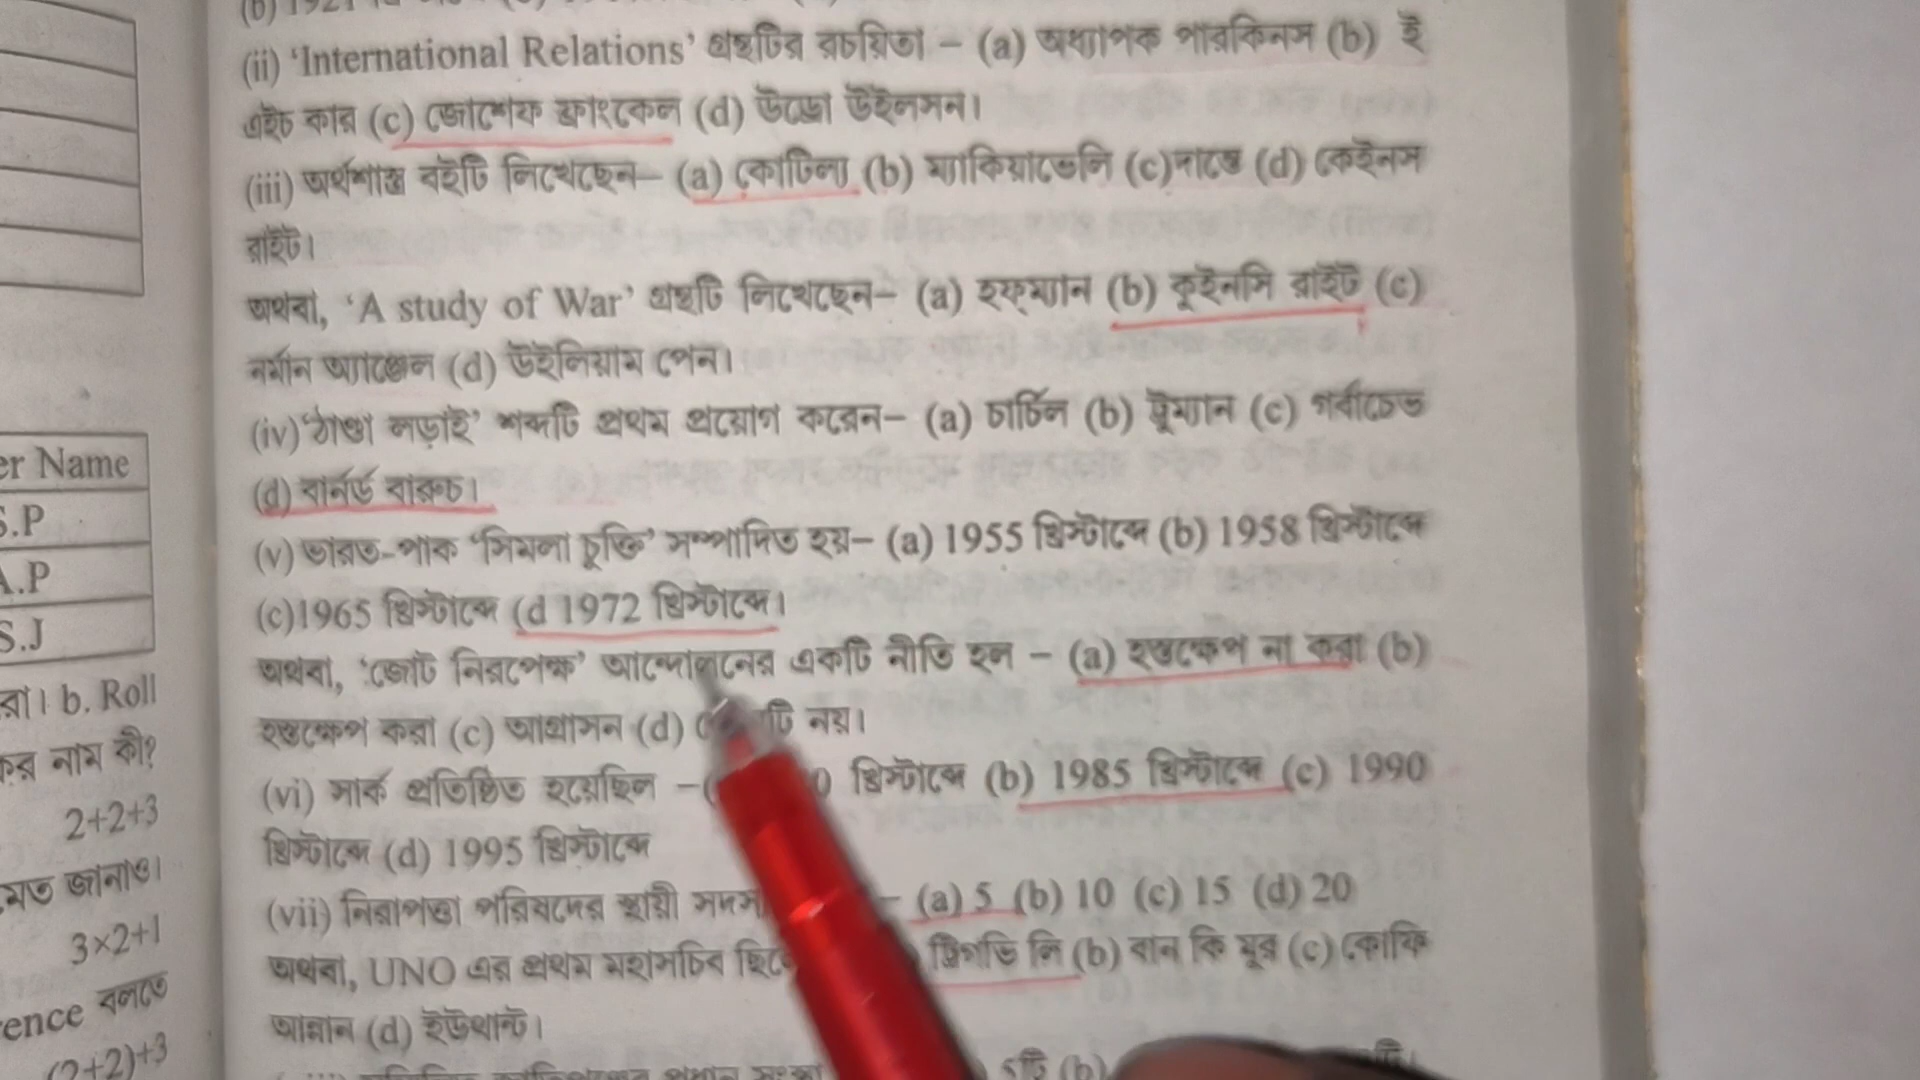 (ii) 'International Relations' গ্রন্থটির রচয়িতা – (a) অধ্যাপক পারকিনস (b) ই
এইচ কার (c) জোশেফ ফ্রাংকেল (d) উড্রো উইলসন।
(iii) অর্থশাস্ত্র বইটি লিখেছেন– (a) কৌটিল্য (b) ম্যাকিয়াভেলি (c)দান্তে (d) কেইনস
রাইট।
অথবা, 'A study of War' গ্রন্থটি লিখেছেন– (a) হফ্‌ম্যান (b) কুইনসি রাইট (c)
নর্মান অ্যাঞ্জেল (d) উইলিয়াম পেন।
(iv) 'ঠাণ্ডা লড়াই' শব্দটি প্রথম প্রয়োগ করেন– (a) চার্চিল (b) ট্রুম্যান (c) গর্বাচেভ
(d) বার্নার্ড বারুচ।
(v) ভারত-পাক 'সিমলা চুক্তি' সম্পাদিত হয়– (a) 1955 খ্রিস্টাব্দে (b) 1958 খ্রিস্টাব্দে
(c)1965 খ্রিস্টাব্দে (d 1972 খ্রিস্টাব্দে।
অথবা, 'জোট নিরপেক্ষ' আন্দোলনের একটি নীতি হল – (a) হস্তক্ষেপ না করা (b)
হস্তক্ষেপ করা (c) আগ্রাসন (d) নয়।
(vi) সার্ক প্রতিষ্ঠিত হয়েছিল – খ্রিস্টাব্দে (b) 1985 খ্রিস্টাব্দে (c) 1990
খ্রিস্টাব্দে (d) 1995 খ্রিস্টাব্দে
(vii) নিরাপত্তা পরিষদের স্থায়ী – (a) 5 (b) 10 (c) 15 (d) 20
অথবা, UNO এর প্রথম মহাসচিব ট্রিগভি লি (b) বান কি মুন (c) কোফি
আন্নান (d) ইউথান্ট।
er Name
S.P
A.P
S.J
b. Roll
নাম কী?
2+2+3
জানাও।
3×2+1
ence বলতে
(2+2)+3